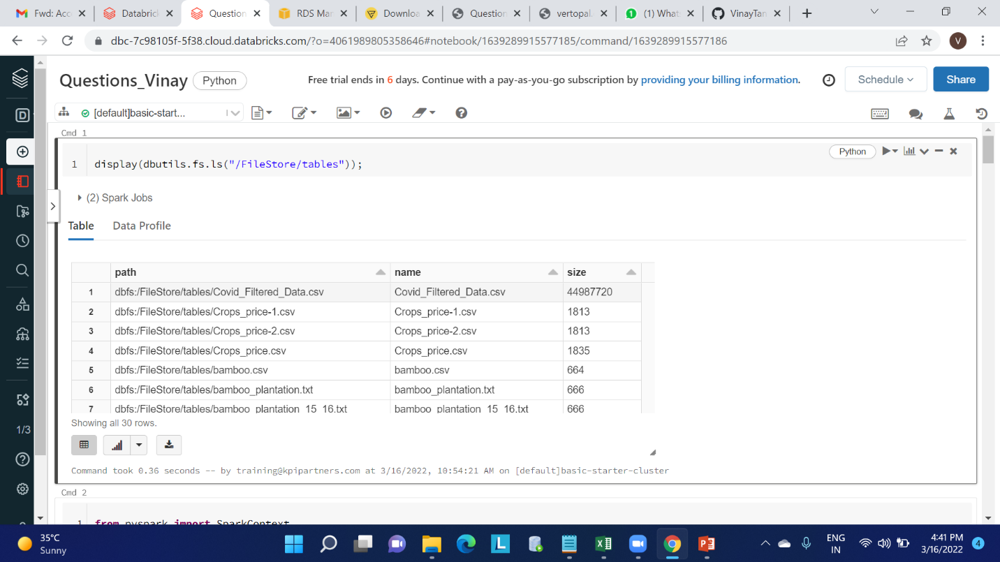 Fwd: Acc
Databrick
Question
RDS Mar
Downloa
Question
vertopal.
(1) What
VinayTan
dbc-7c98105f-5f38.cloud.databricks.com/?o=4061989805358646#notebook/1639289915577185/command/1639289915577186
V
Questions_Vinay Python
Free trial ends in 6 days. Continue with a pay-as-you-go subscription by providing your billing information.
Schedule
Share
D
[default]basic-start...
Cmd 1
Python
1 display(dbutils.fs.ls("/FileStore/tables"));
(2) Spark Jobs
Table Data Profile
path name size
1 dbfs:/FileStore/tables/Covid_Filtered_Data.csv Covid_Filtered_Data.csv 44987720
2 dbfs:/FileStore/tables/Crops_price-1.csv Crops_price-1.csv 1813
3 dbfs:/FileStore/tables/Crops_price-2.csv Crops_price-2.csv 1813
4 dbfs:/FileStore/tables/Crops_price.csv Crops_price.csv 1835
5 dbfs:/FileStore/tables/bamboo.csv bamboo.csv 664
6 dbfs:/FileStore/tables/bamboo_plantation.txt bamboo_plantation.txt 666
7 dbfs:/FileStore/tables/bamboo_plantation_15_16.txt bamboo_plantation_15_16.txt 666
Showing all 30 rows.
1/3
Command took 0.36 seconds -- by training@kpipartners.com at 3/16/2022, 10:54:21 AM on [default]basic-starter-cluster
Cmd 2
1 from pyspark import SparkContext
35°C
Sunny
ENG
IN
4:41 PM
3/16/2022
4